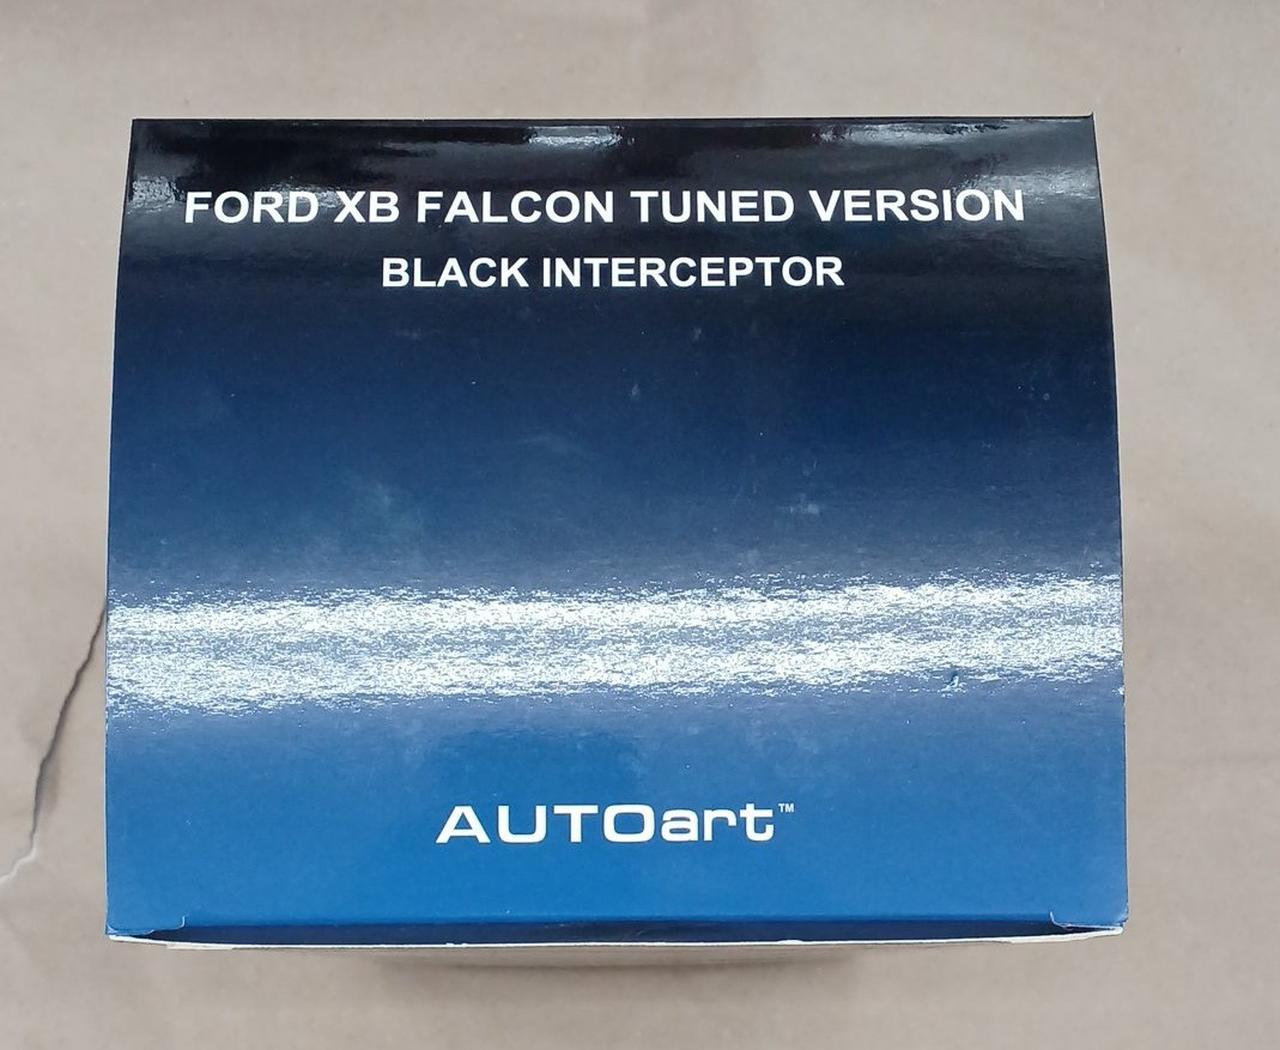 FORD XB FALCON TUNED VERSION
BLACK INTERCEPTOR
AUTOart™